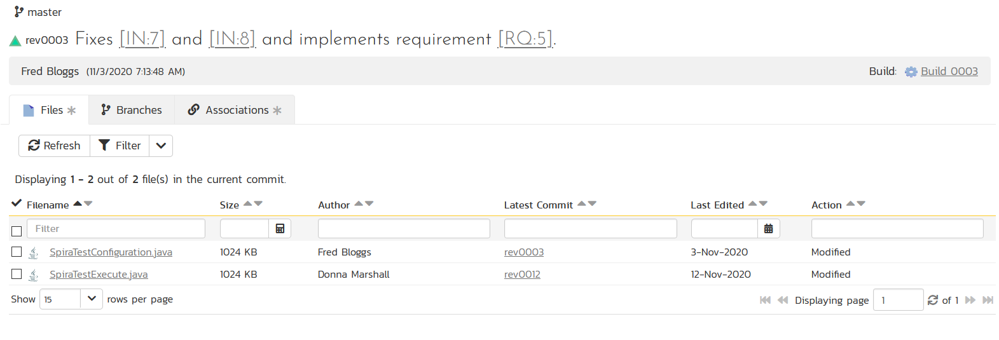 master
rev0003 Fixes [IN:7] and [IN:8] and implements requirement [RQ:5].
Fred Bloggs (11/3/2020 7:13:48 AM) Build: Build 0003
Files Branches Associations
Refresh Filter
Displaying 1 - 2 out of 2 file(s) in the current commit.
Filename Size Author Latest Commit Last Edited Action
Filter
SpiraTestConfiguration.java 1024 KB Fred Bloggs rev0003 3-Nov-2020 Modified
SpiraTestExecute.java 1024 KB Donna Marshall rev0012 12-Nov-2020 Modified
Show 15 rows per page Displaying page 1 of 1